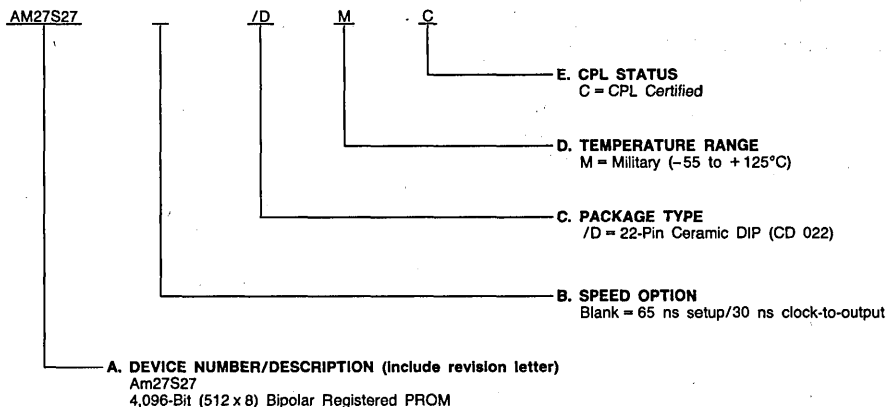 AM27S27 /D M C
E. CPL STATUS
C = CPL Certified
D. TEMPERATURE RANGE
M = Military (–55 to +125°C)
C. PACKAGE TYPE
/D = 22-Pin Ceramic DIP (CD 022)
B. SPEED OPTION
Blank = 65 ns setup/30 ns clock-to-output
A. DEVICE NUMBER/DESCRIPTION (include revision letter)
Am27S27
4,096-Bit (512 x 8) Bipolar Registered PROM